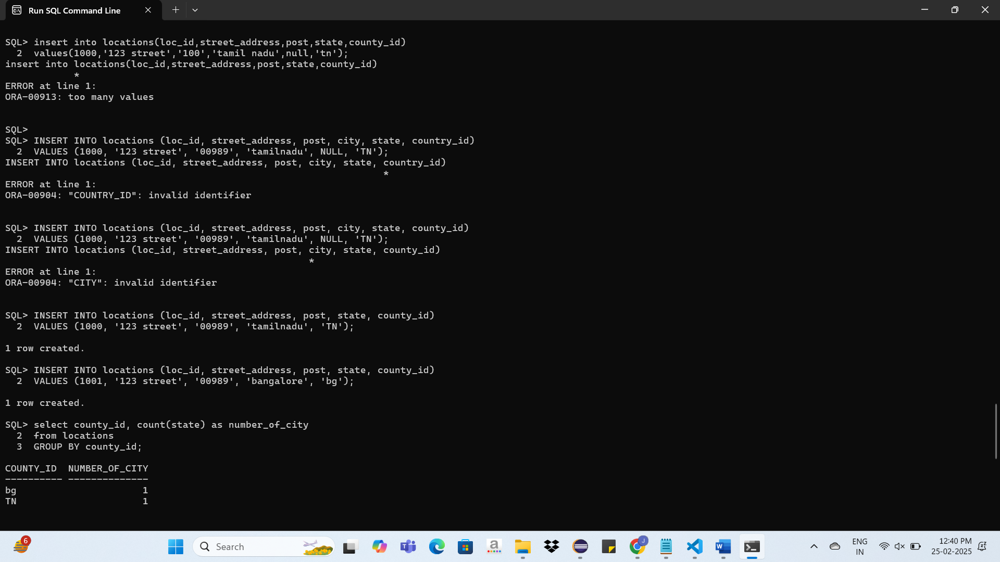 Run SQL Command Line
SQL> insert into locations(loc_id,street_address,post,state,county_id)
  2  values(1000,'123 street','100','tamil nadu',null,'tn');
insert into locations(loc_id,street_address,post,state,county_id)
            *
ERROR at line 1:
ORA-00913: too many values
SQL>
SQL> INSERT INTO locations (loc_id, street_address, post, city, state, country_id)
  2  VALUES (1000, '123 street', '00989', 'tamilnadu', NULL, 'TN');
INSERT INTO locations (loc_id, street_address, post, city, state, country_id)
                                                                  *
ERROR at line 1:
ORA-00904: "COUNTRY_ID": invalid identifier
SQL> INSERT INTO locations (loc_id, street_address, post, city, state, county_id)
  2  VALUES (1000, '123 street', '00989', 'tamilnadu', NULL, 'TN');
INSERT INTO locations (loc_id, street_address, post, city, state, county_id)
                                                     *
ERROR at line 1:
ORA-00904: "CITY": invalid identifier
SQL> INSERT INTO locations (loc_id, street_address, post, state, county_id)
  2  VALUES (1000, '123 street', '00989', 'tamilnadu', 'TN');
1 row created.
SQL> INSERT INTO locations (loc_id, street_address, post, state, county_id)
  2  VALUES (1001, '123 street', '00989', 'bangalore', 'bg');
1 row created.
SQL> select county_id, count(state) as number_of_city
  2  from locations
  3  GROUP BY county_id;
COUNTY_ID  NUMBER_OF_CITY
---------- --------------
bg                      1
TN                      1
6
Search
ENG
IN
12:40 PM
25-02-2025